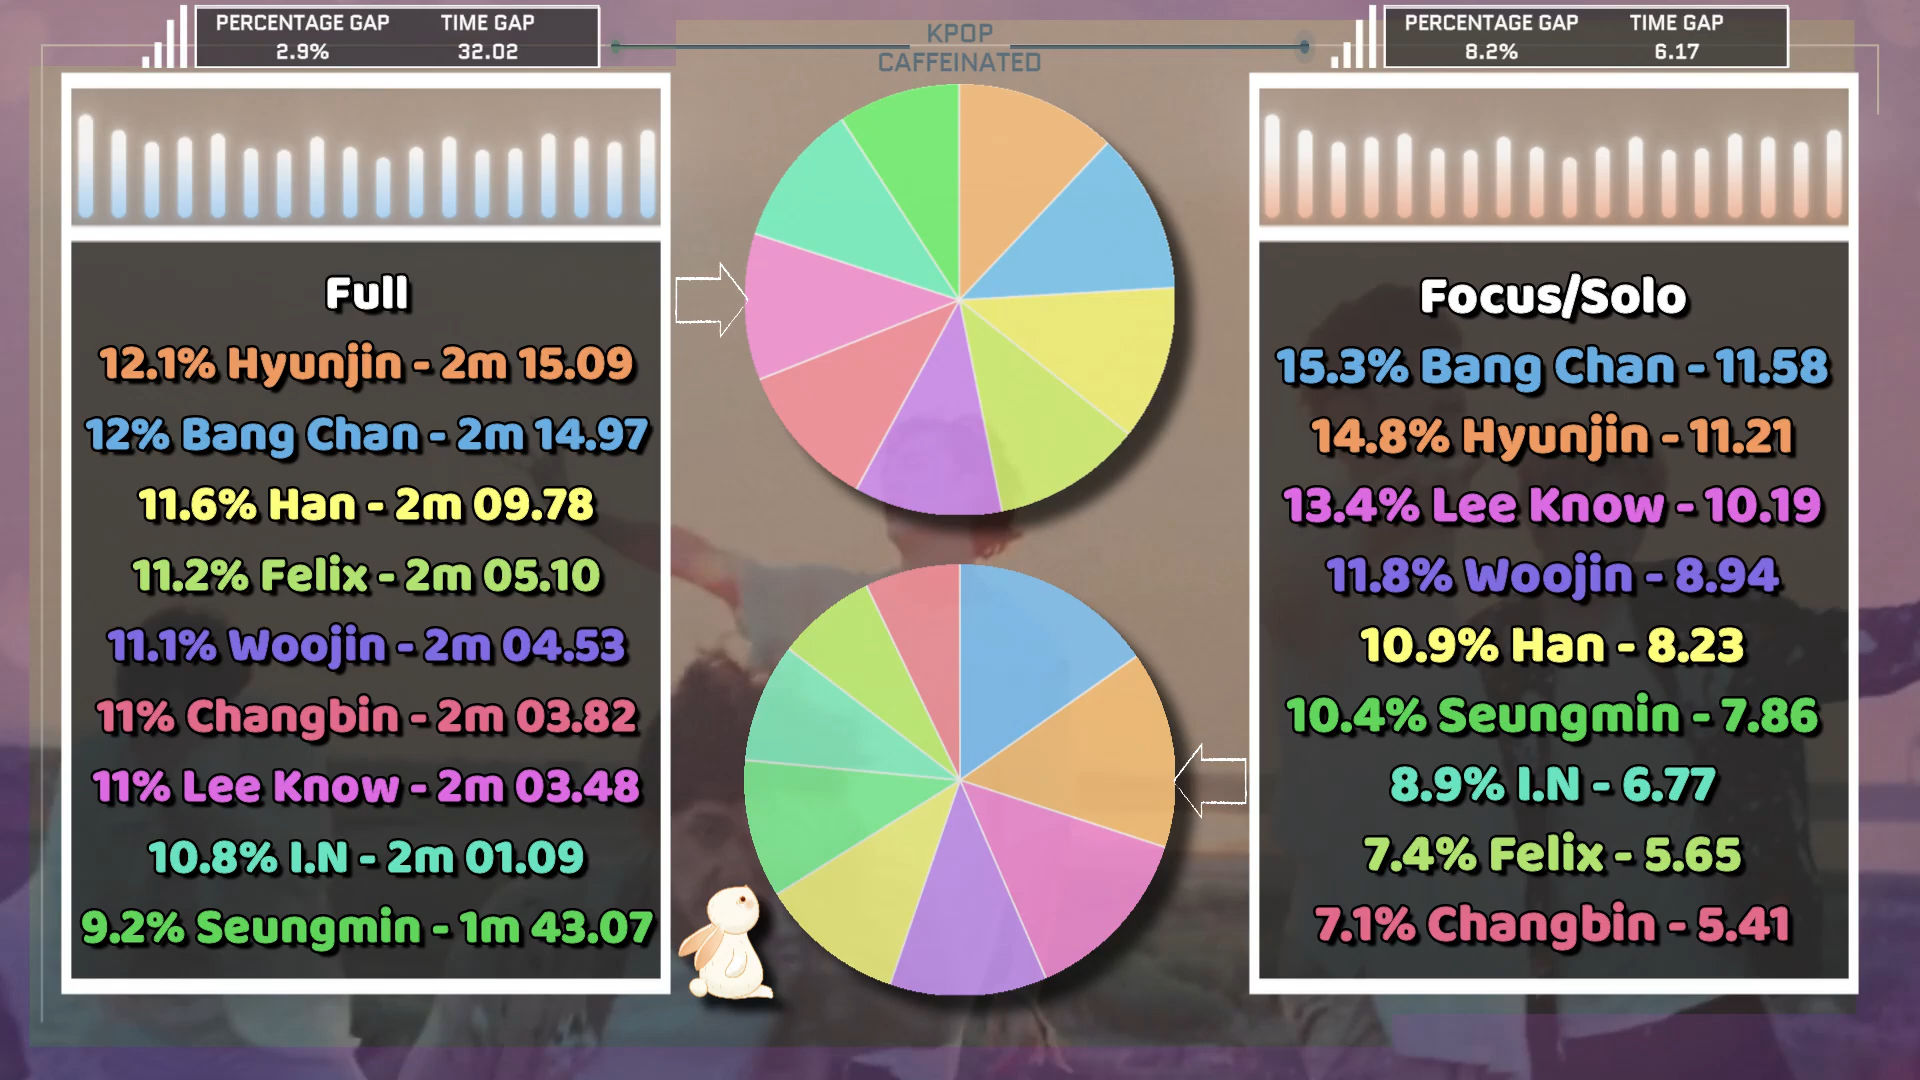 PERCENTAGE GAP TIME GAP
2.9% 32.02
KPOP
CAFFEINATED
PERCENTAGE GAP TIME GAP
8.2% 6.17
Full
12.1% Hyunjin - 2m 15.09
12% Bang Chan - 2m 14.97
11.6% Han - 2m 09.78
11.2% Felix - 2m 05.10
11.1% Woojin - 2m 04.53
11% Changbin - 2m 03.82
11% Lee Know - 2m 03.48
10.8% I.N - 2m 01.09
9.2% Seungmin - 1m 43.07
Focus/Solo
15.3% Bang Chan - 11.58
14.8% Hyunjin - 11.21
13.4% Lee Know - 10.19
11.8% Woojin - 8.94
10.9% Han - 8.23
10.4% Seungmin - 7.86
8.9% I.N - 6.77
7.4% Felix - 5.65
7.1% Changbin - 5.41